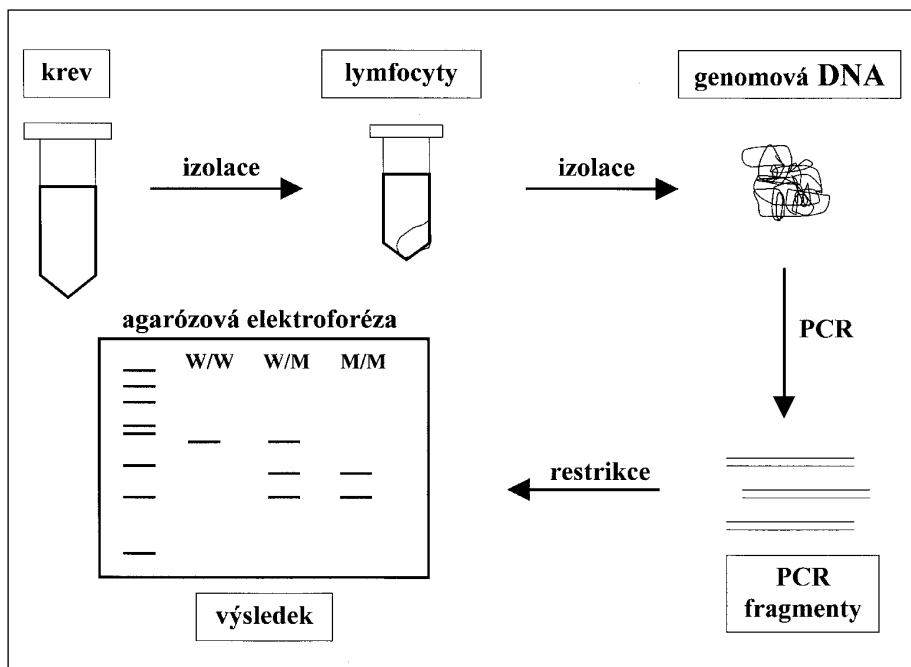 krev
lymfocyty
genomová DNA
izolace
izolace
PCR
agarózová elektroforéza
W/W W/M M/M
restrikce
PCR
fragmenty
výsledek